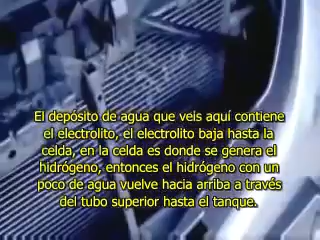 El depósito de agua que veis aquí contiene
el electrolito, el electrolito baja hasta la
celda, en la celda es donde se genera el
hidrógeno, entonces el hidrógeno con un
poco de agua vuelve hacia arriba a través
del tubo superior hasta el tanque.